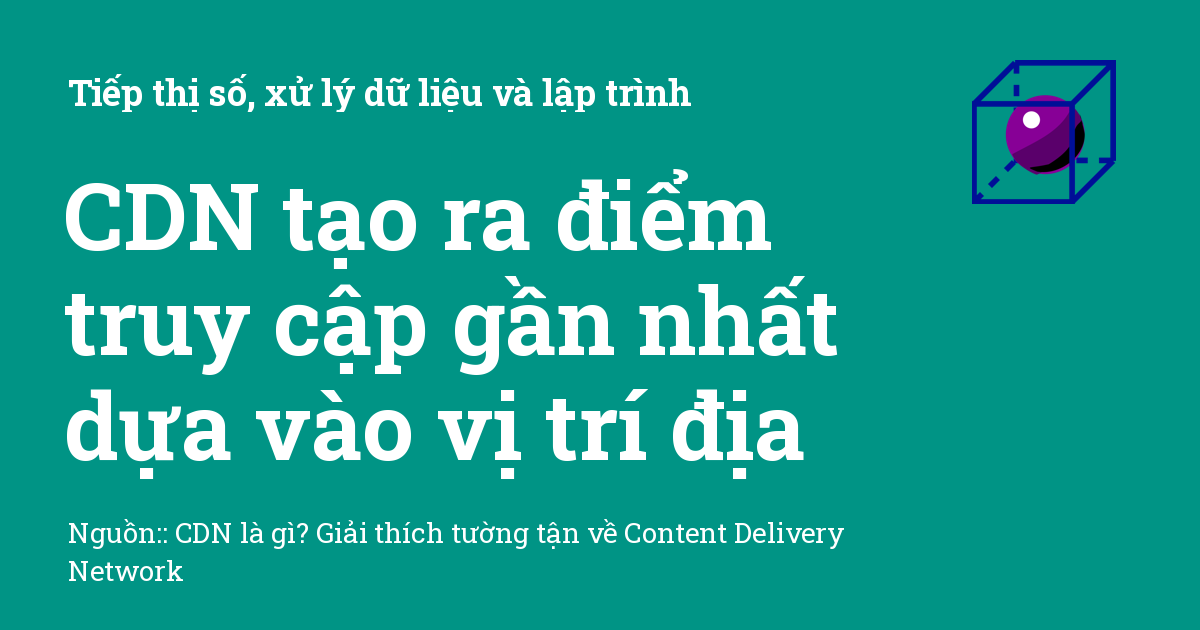 Tiếp thị số, xử lý dữ liệu và lập trình
CDN tạo ra điểm
truy cập gần nhất
dựa vào vị trí địa
Nguồn:: CDN là gì? Giải thích tường tận về Content Delivery
Network